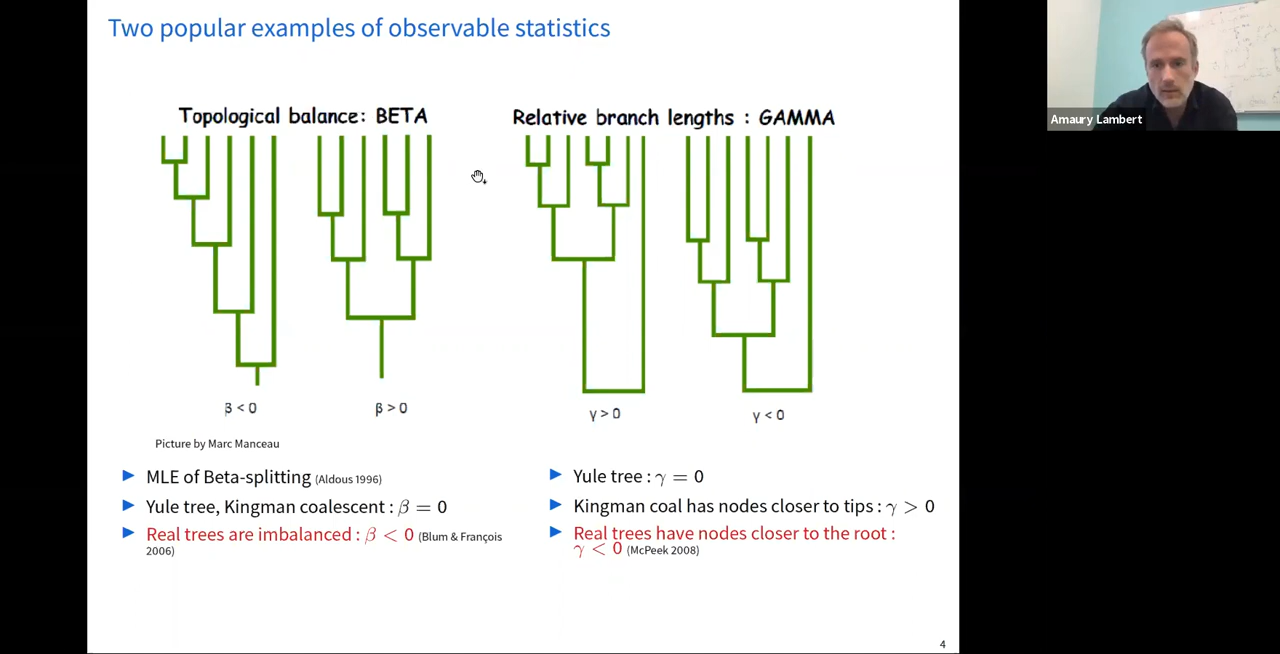 Two popular examples of observable statistics
Amaury Lambert
Topological balance: BETA
Relative branch lengths : GAMMA
β < 0
β > 0
γ > 0
γ < 0
Picture by Marc Manceau
MLE of Beta-splitting (Aldous 1996)
Yule tree, Kingman coalescent : β = 0
Real trees are imbalanced : β < 0 (Blum & François
2006)
Yule tree : γ = 0
Kingman coal has nodes closer to tips : γ > 0
Real trees have nodes closer to the root :
γ < 0 (McPeek 2008)
4